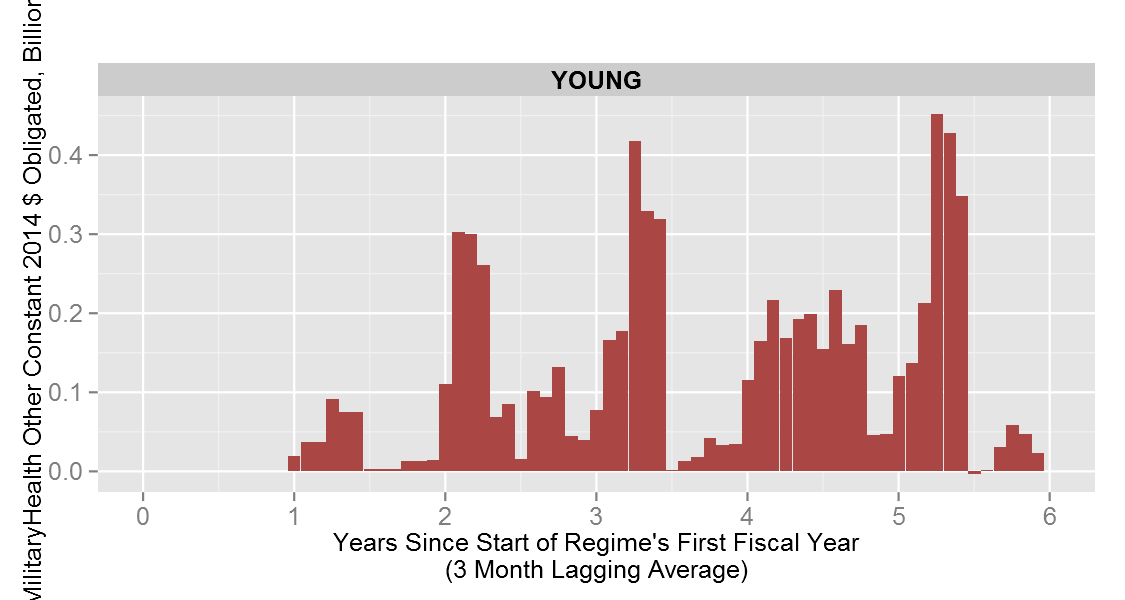 YOUNG
MilitaryHealth Other Constant 2014 $ Obligated, Billion
0.4
0.3
0.2
0.1
0.0
0 1 2 3 4 5 6
Years Since Start of Regime's First Fiscal Year
(3 Month Lagging Average)